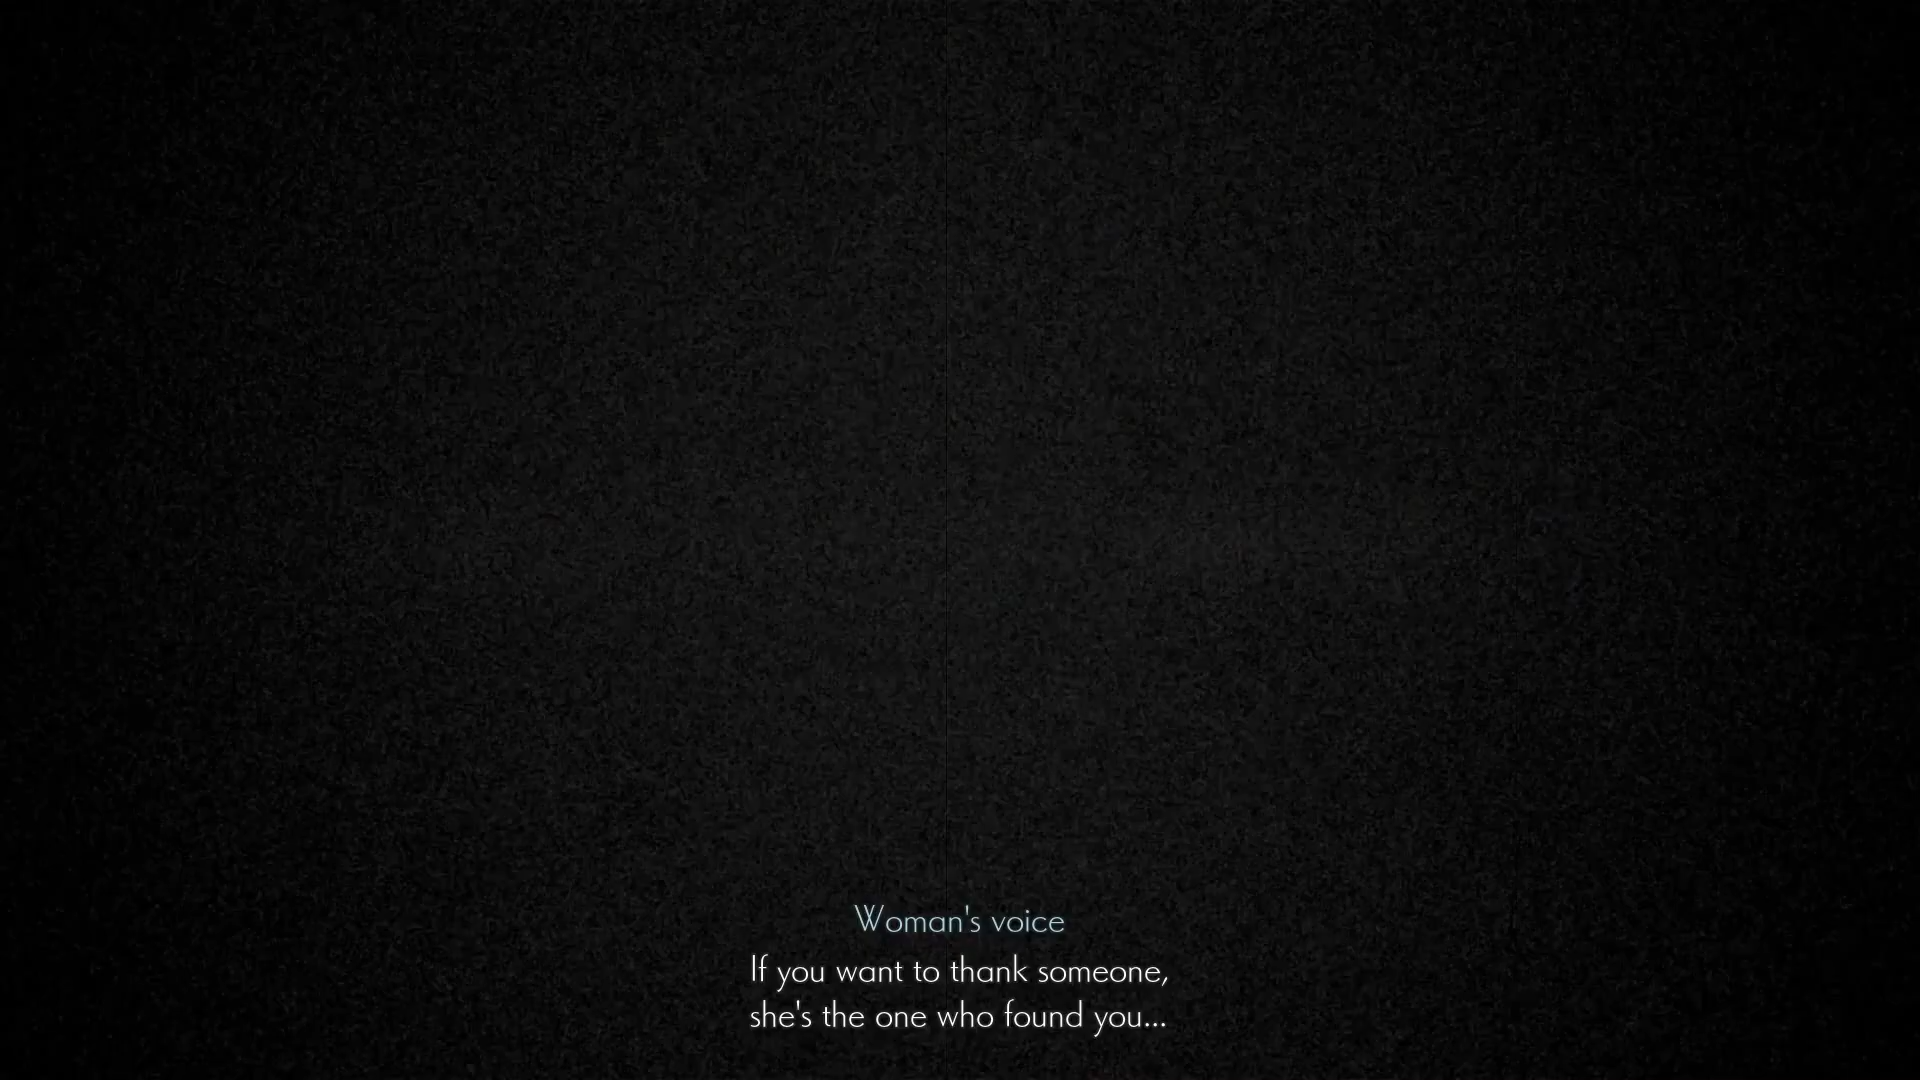 Woman's voice
If you want to thank someone,
she's the one who found you...